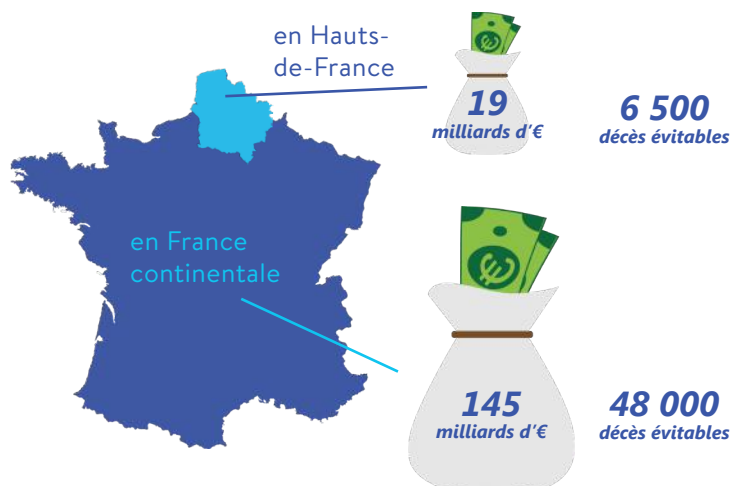 en Hauts-
de-France
19
milliards d'€
6 500
décès évitables
en France
continentale
145
milliards d'€
48 000
décès évitables